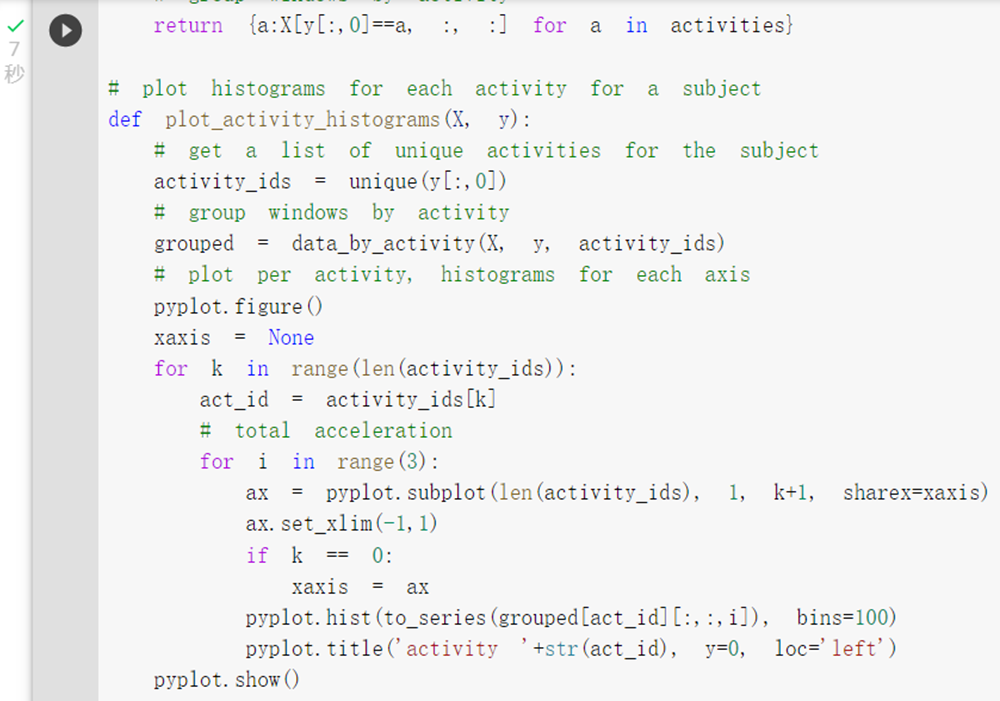 # group windows by activity
return {a:X[y[:,0]==a, :, :] for a in activities}
7
秒
# plot histograms for each activity for a subject
def plot_activity_histograms(X, y):
# get a list of unique activities for the subject
activity_ids = unique(y[:,0])
# group windows by activity
grouped = data_by_activity(X, y, activity_ids)
# plot per activity, histograms for each axis
pyplot.figure()
xaxis = None
for k in range(len(activity_ids)):
act_id = activity_ids[k]
# total acceleration
for i in range(3):
ax = pyplot.subplot(len(activity_ids), 1, k+1, sharex=xaxis)
ax.set_xlim(-1,1)
if k == 0:
xaxis = ax
pyplot.hist(to_series(grouped[act_id][:,:,i]), bins=100)
pyplot.title('activity '+str(act_id), y=0, loc='left')
pyplot.show()